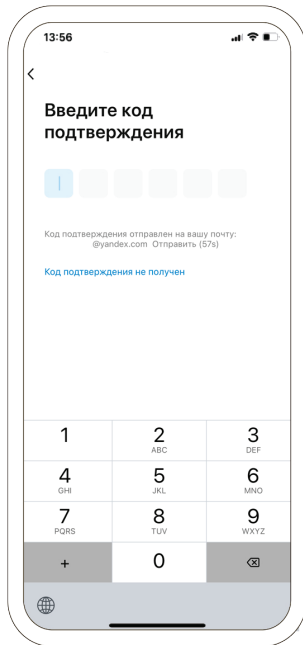 13:56
Введите код
подтверждения
Код подтверждения отправлен на вашу почту:
@yandex.com Отправить (57s)
Код подтверждения не получен
1
2
ABC
3
DEF
4
GHI
5
JKL
6
MNO
7
PQRS
8
TUV
9
WXYZ
+
0